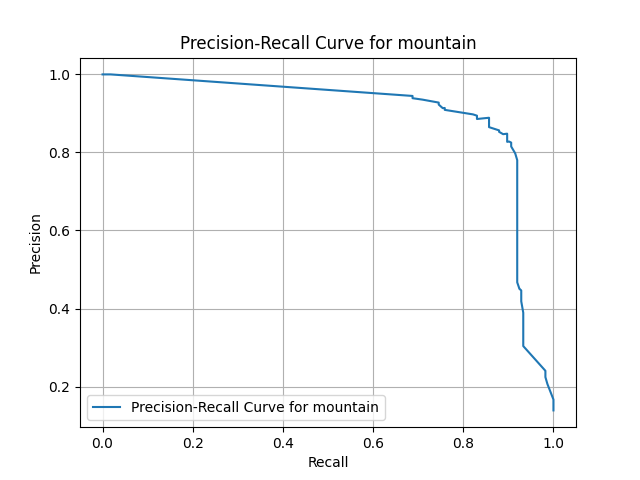 Precision-Recall Curve for mountain
1.0
0.8
0.6
0.4
0.2
Precision
Precision-Recall Curve for mountain
0.0 0.2 0.4 0.6 0.8 1.0
Recall